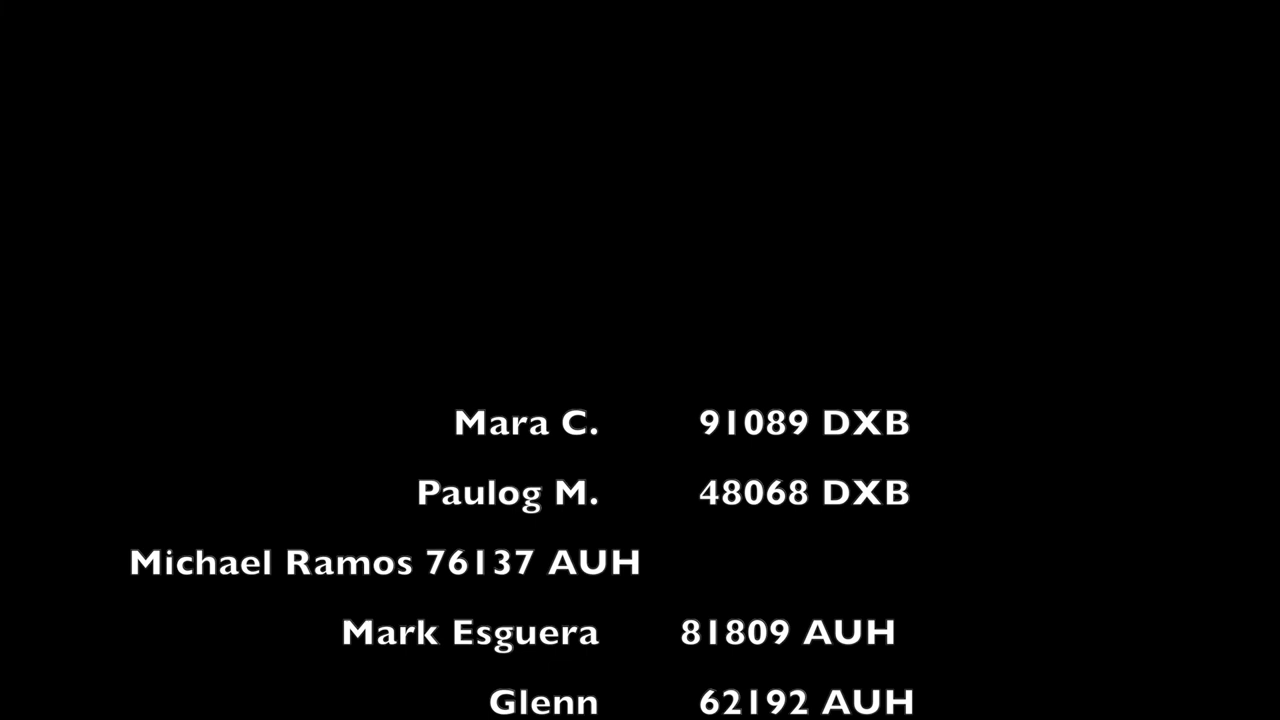 Mara C. 91089 DXB
Paulog M. 48068 DXB
Michael Ramos 76137 AUH
Mark Esguera 81809 AUH
Glenn 62192 AUH